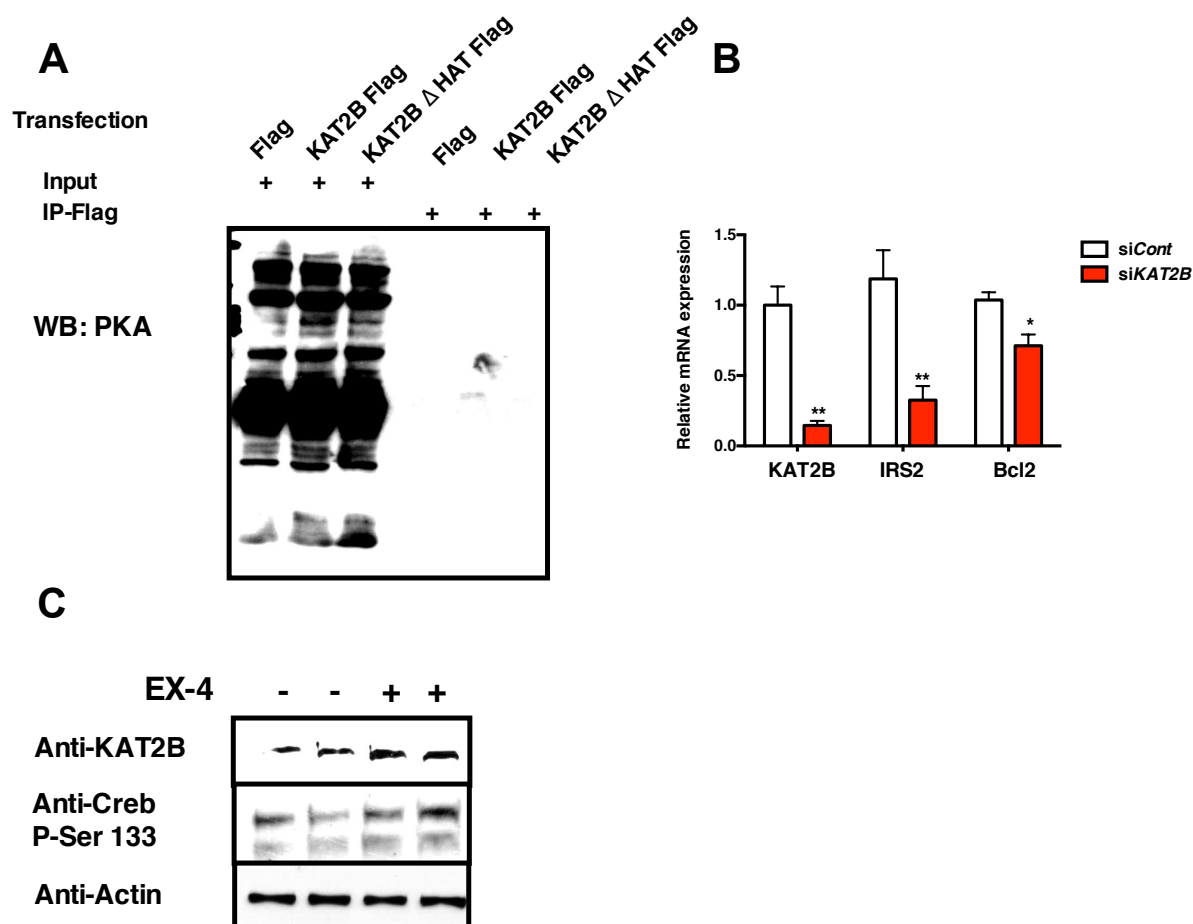 A
Transfection
Flag
KAT2B Flag
KAT2B Δ HAT Flag
Flag
KAT2B Flag
KAT2B Δ HAT Flag
Input + + +
IP-Flag + + +
WB: PKA
B
Relative mRNA expression
1.5
1.0
0.5
0.0
** ** *
KAT2B IRS2 Bcl2
siCont
siKAT2B
C
EX-4 - - + +
Anti-KAT2B
Anti-Creb
P-Ser 133
Anti-Actin